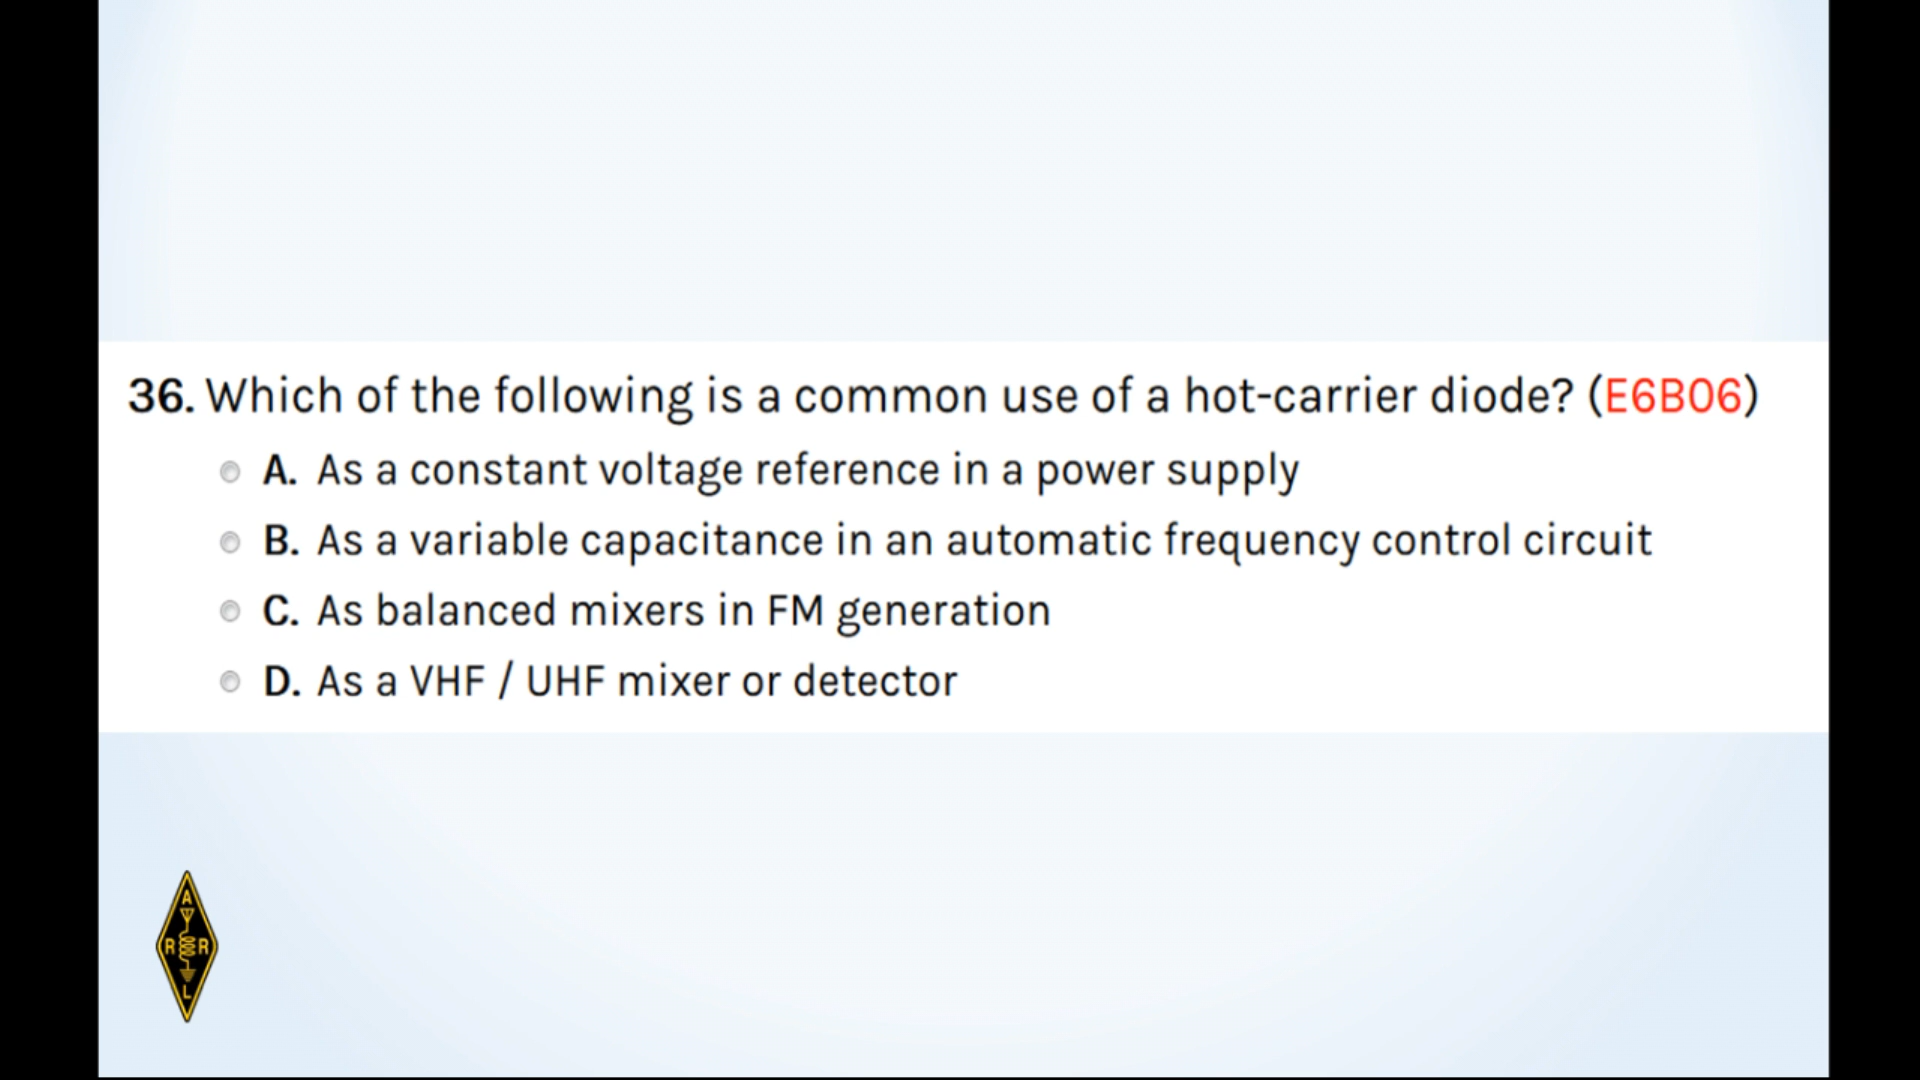 36. Which of the following is a common use of a hot-carrier diode? (E6B06)
A. As a constant voltage reference in a power supply
B. As a variable capacitance in an automatic frequency control circuit
C. As balanced mixers in FM generation
D. As a VHF / UHF mixer or detector
A
R R
L